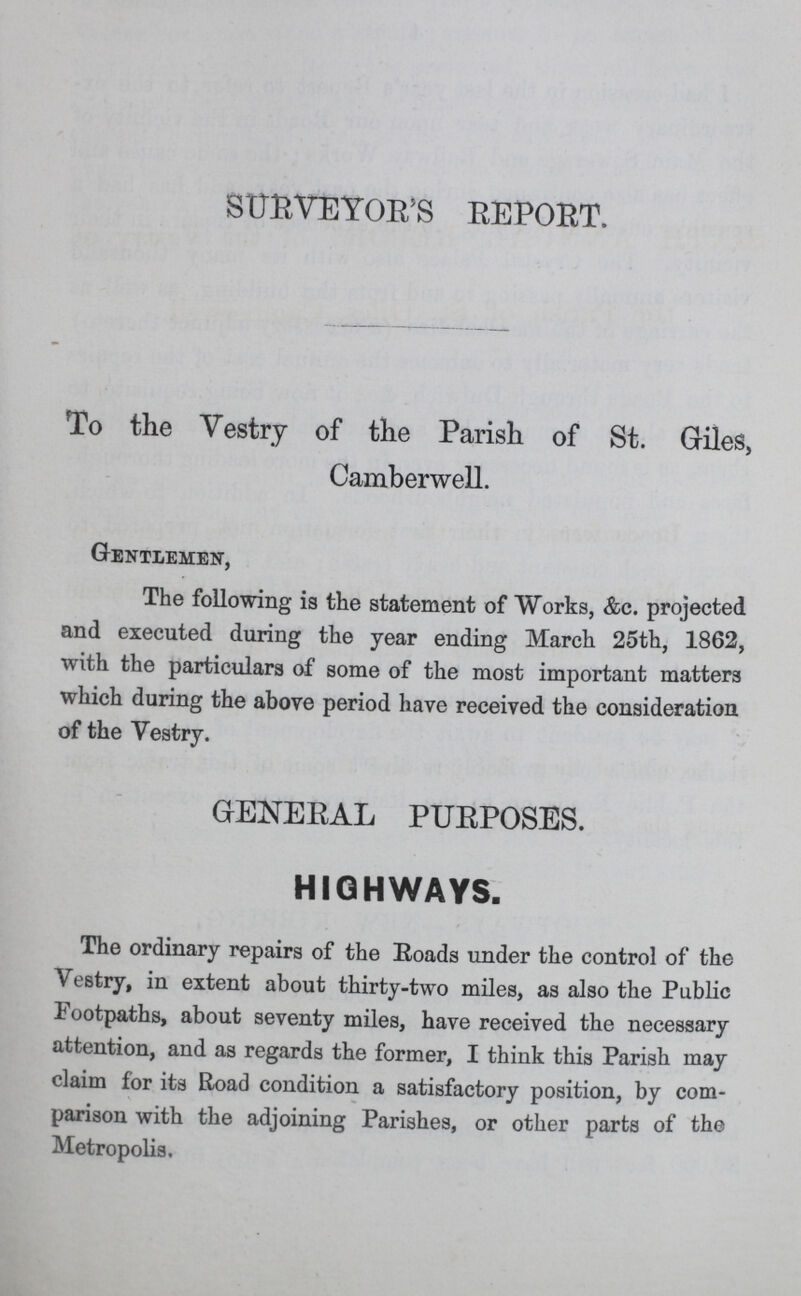 SURVEYOR'S REPORT.
To the Vestry of the Parish of St. Giles,
Camberwell.
GENTLEMEN,
The following is the statement of Works, &c. projected
and executed during the year ending March 25th, 1862,
with the particulars of some of the most important matters
which during the above period have received the consideration
of the Vestry.
GENERAL PURPOSES.
HIGHWAYS.
The ordinary repairs of the Roads under the control of the
Vestry, in extent about thirty-two miles, as also the Public
Footpaths, about seventy miles, have received the necessary
attention, and as regards the former, I think this Parish may
claim for its Road condition a satisfactory position, by com-
parison with the adjoining Parishes, or other parts of the
Metropolis.